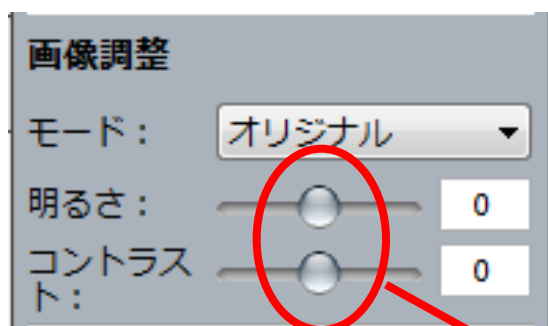 画像調整
モード： オリジナル
明るさ： 0
コントラス
ト： 0